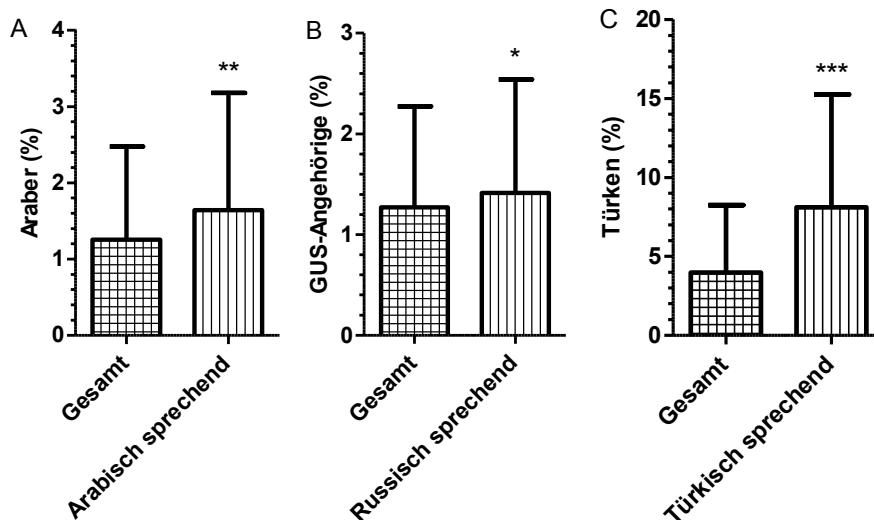 A
Araber (%)
4
3
2
1
0
**
Gesamt
Arabisch sprechend
B
GUS-Angehörige (%)
3
2
1
0
*
Gesamt
Russisch sprechend
C
Türken (%)
20
15
10
5
0
***
Gesamt
Türkisch sprechend